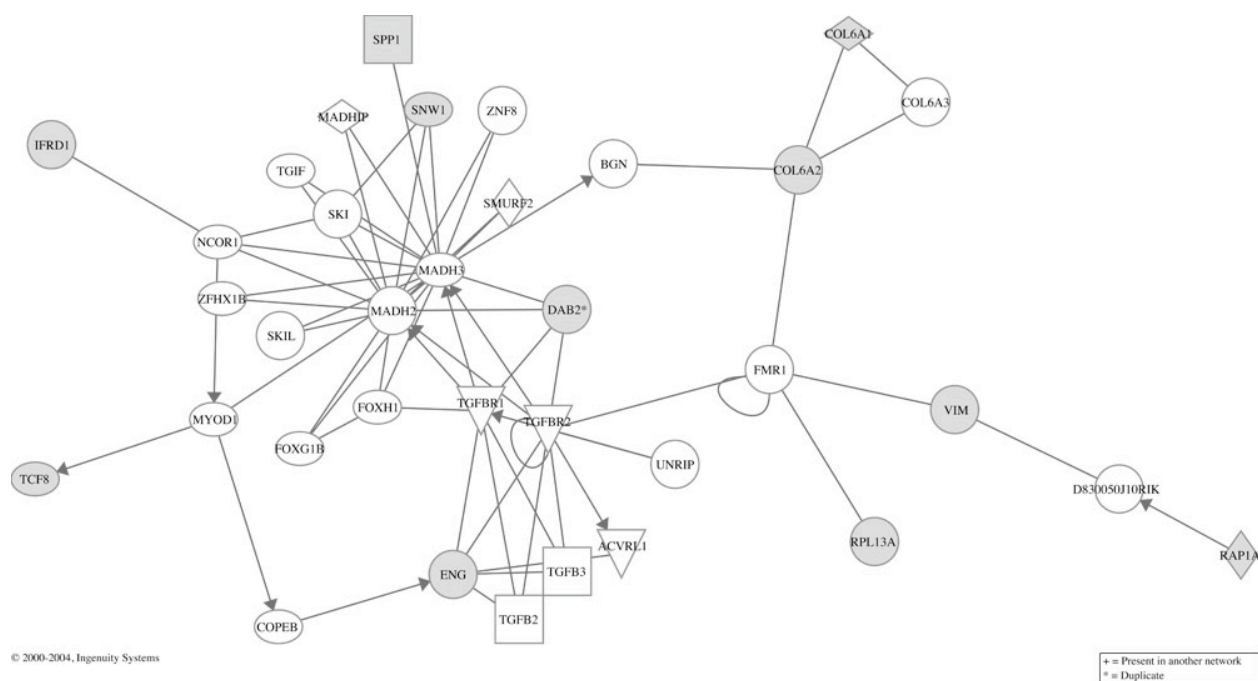 SPP1
COL6A1
COL6A3
SNW1
ZNF8
MADHIP
IFRD1
BGN
TGIF
COL6A2
SMURF2
SKI
NCOR1
MADH3
ZFHX1B
MADH2
DAB2*
SKIL
FMR1
TGFBR1
VIM
FOXH1
MYOD1
TGFBR2
FOXG1B
UNRIP
TCF8
D830050J10RIK
RPL13A
ACVRL1
RAP1A
ENG
TGFB3
TGFB2
COPEB
© 2000-2004, Ingenuity Systems
+ = Present in another network
* = Duplicate